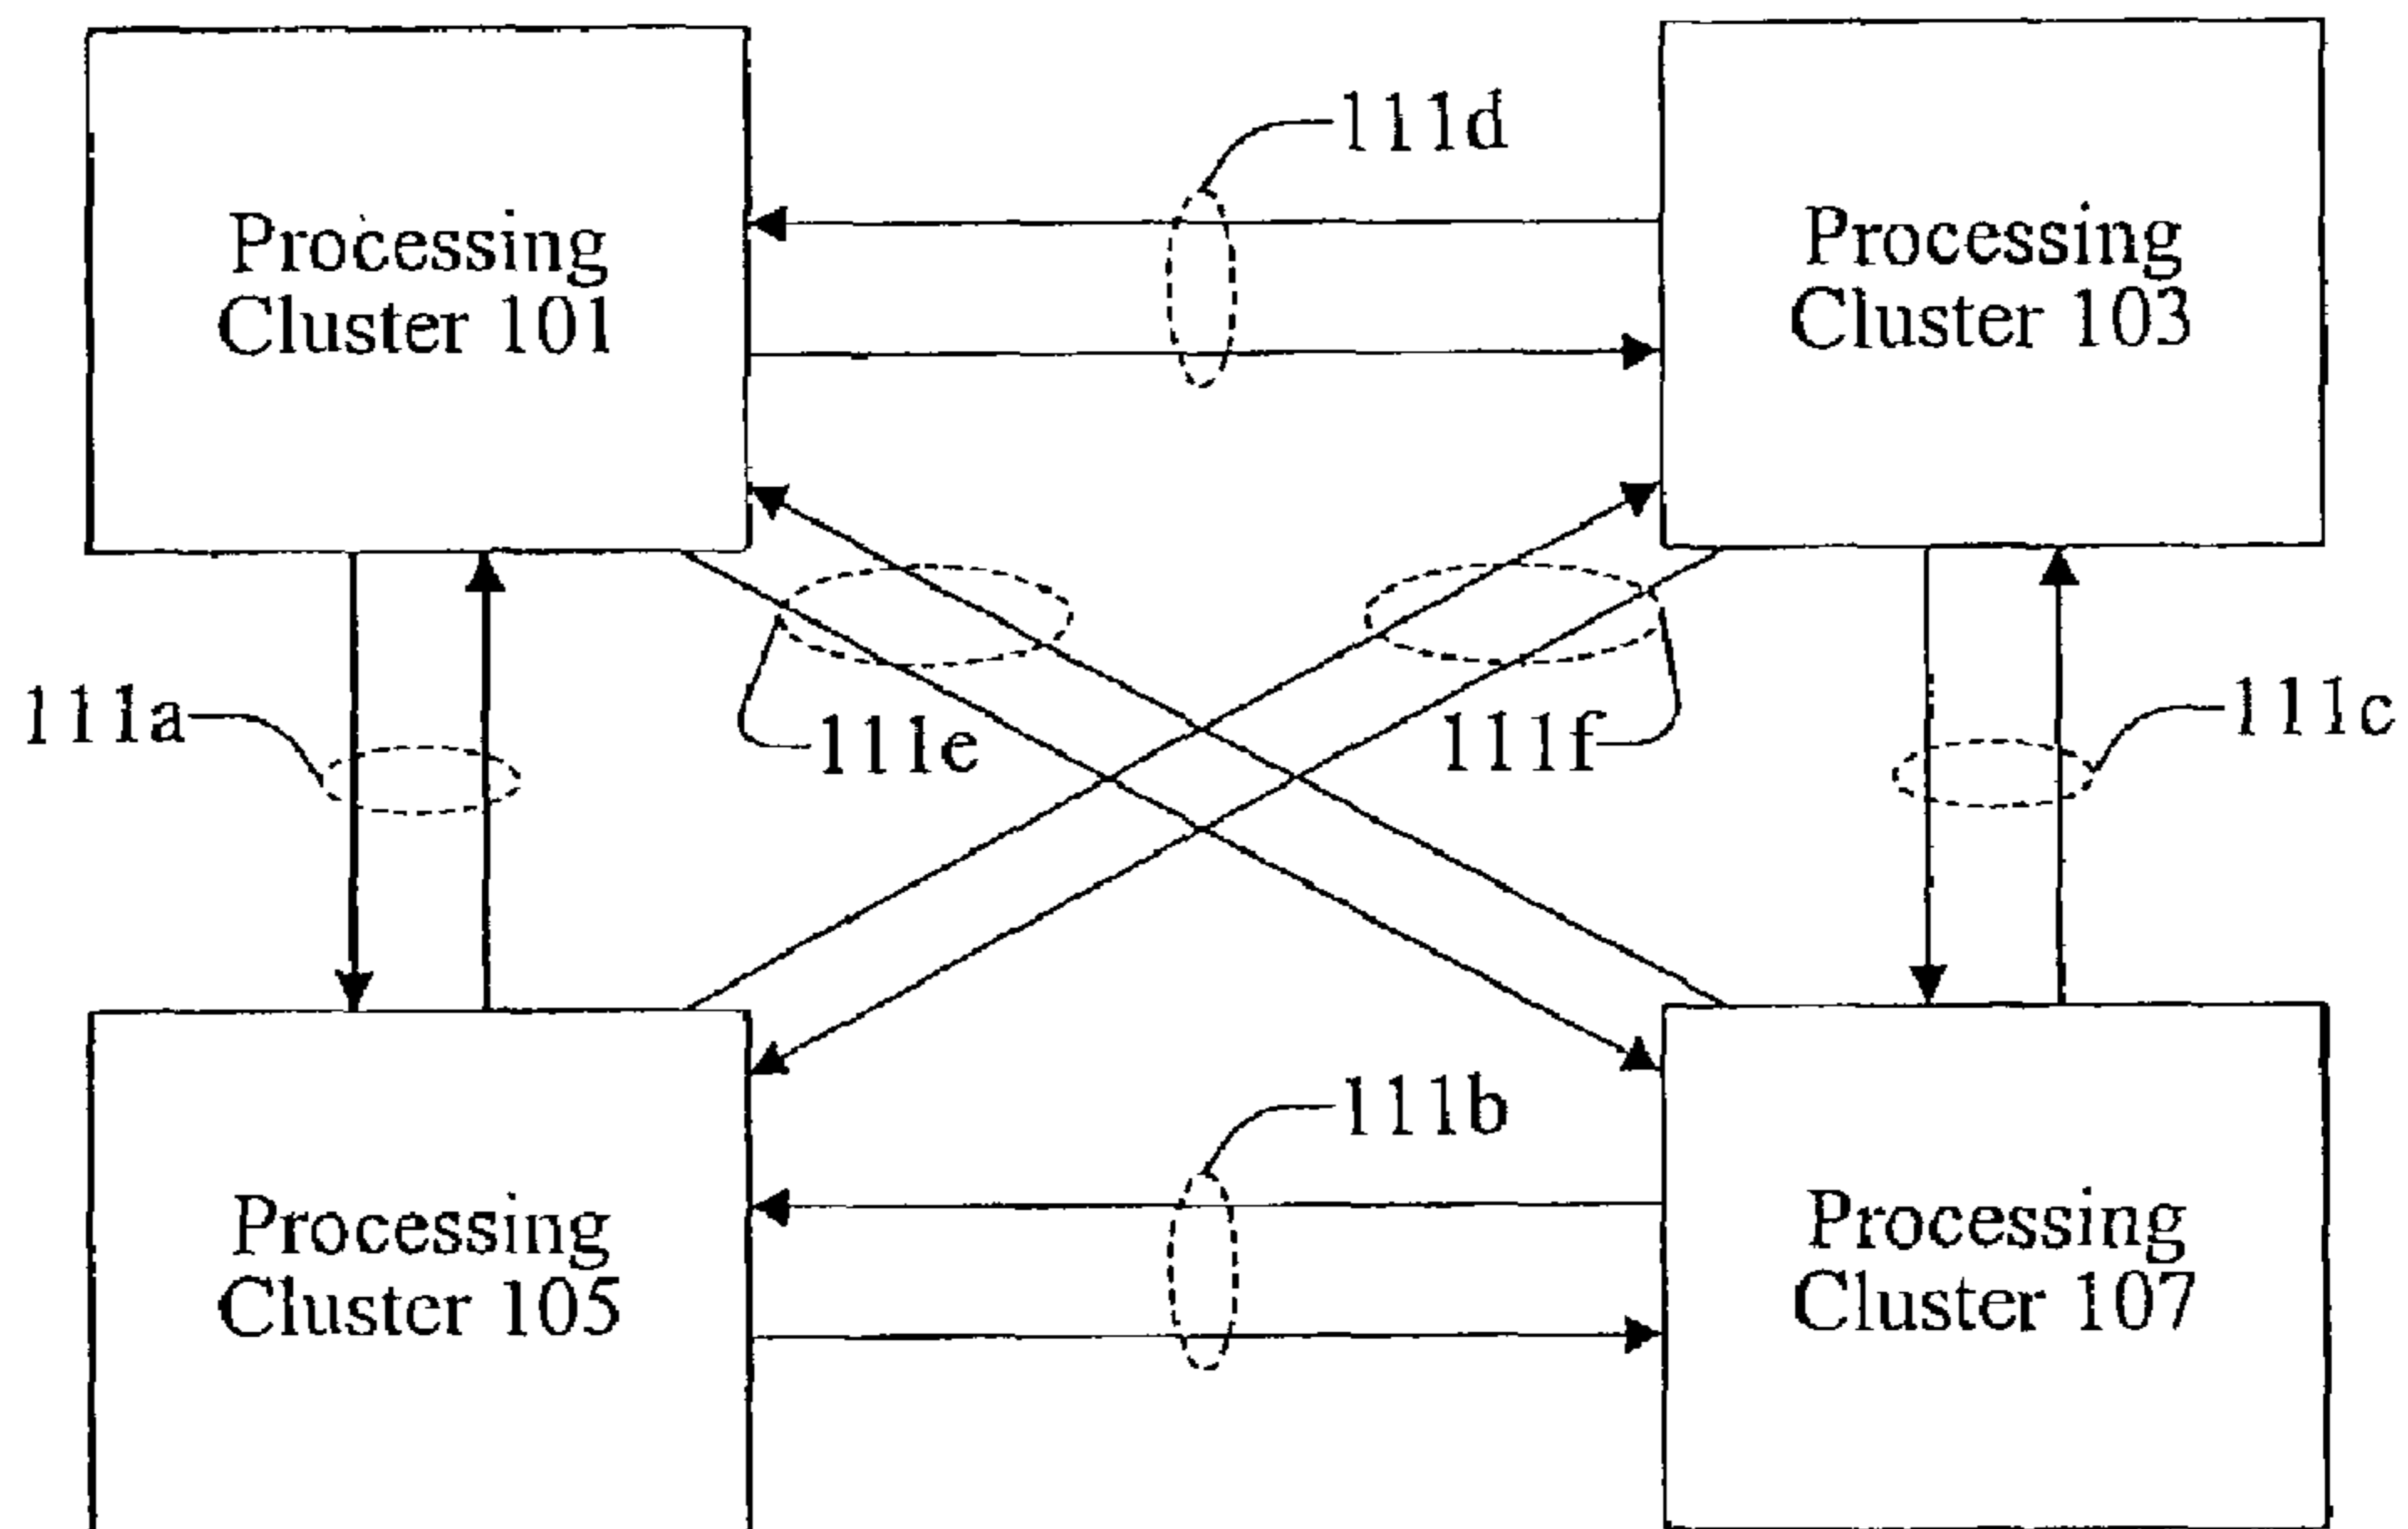 111d
Processing
Cluster 101
Processing
Cluster 103
111a
111e
111f
111c
111b
Processing
Cluster 105
Processing
Cluster 107